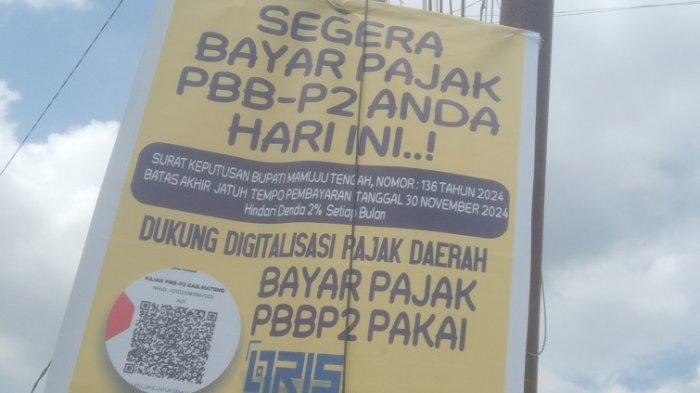 SEGERA
BAYAR PAJAK
PBB-P2 ANDA
HARI INI..!
SURAT KEPUTUSAN BUPATI MAMUJU TENGAH, NOMOR : 136 TAHUN 2024
BATAS AKHIR JATUH TEMPO PEMBAYARAN TANGGAL 30 NOVEMBER 2024
Hindari Denda 2% Setiap Bulan
DUKUNG DIGITALISASI PAJAK DAERAH
BAYAR PAJAK
PBBP2 PAKAI
QRIS
PAJAK PBB-P2 KAB.MATENG